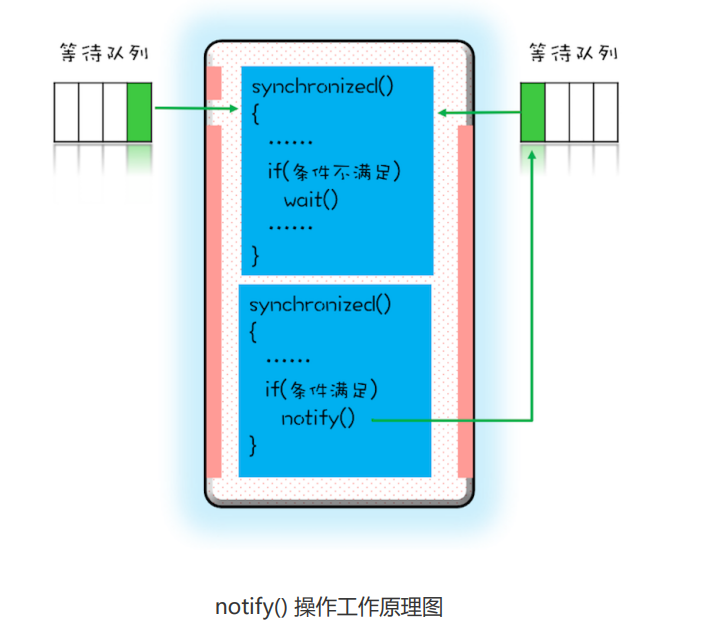 等待队列
等待队列
synchronized()
{
......
if(条件不满足)
wait()
......
}
synchronized()
{
......
if(条件满足)
notify()
}
notify() 操作工作原理图